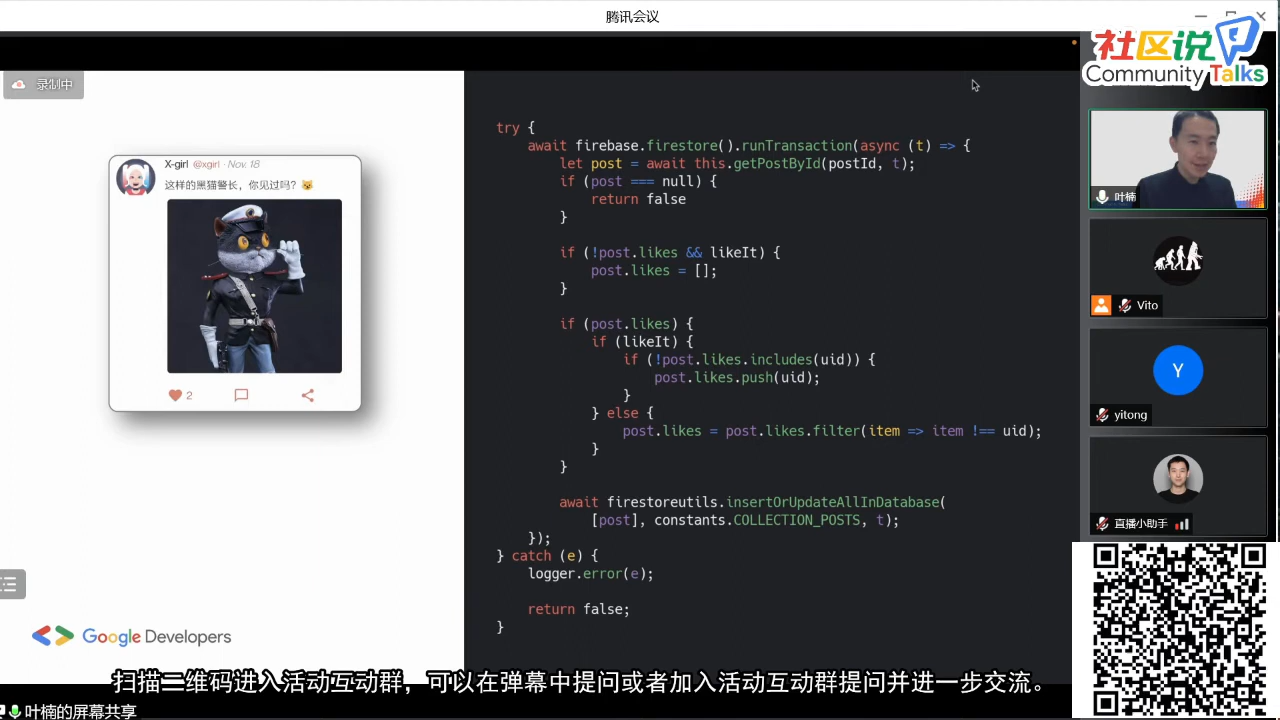 腾讯会议
社区说
Community Talks
录制中
X-girl @xgirl · Nov. 18
这样的黑猫警长，你见过吗？😼
2
try {
await firebase.firestore().runTransaction(async (t) => {
let post = await this.getPostById(postId, t);
if (post === null) {
return false
}
if (!post.likes && likeIt) {
post.likes = [];
}
if (post.likes) {
if (likeIt) {
if (!post.likes.includes(uid)) {
post.likes.push(uid);
}
} else {
post.likes = post.likes.filter(item => item !== uid);
}
}
await firestoreutils.insertOrUpdateAllInDatabase(
[post], constants.COLLECTION_POSTS, t);
});
} catch (e) {
logger.error(e);
return false;
}
叶楠
Vito
Y
yitong
直播小助手
Google Developers
扫描二维码进入活动互动群，可以在弹幕中提问或者加入活动互动群提问并进一步交流。
叶楠的屏幕共享